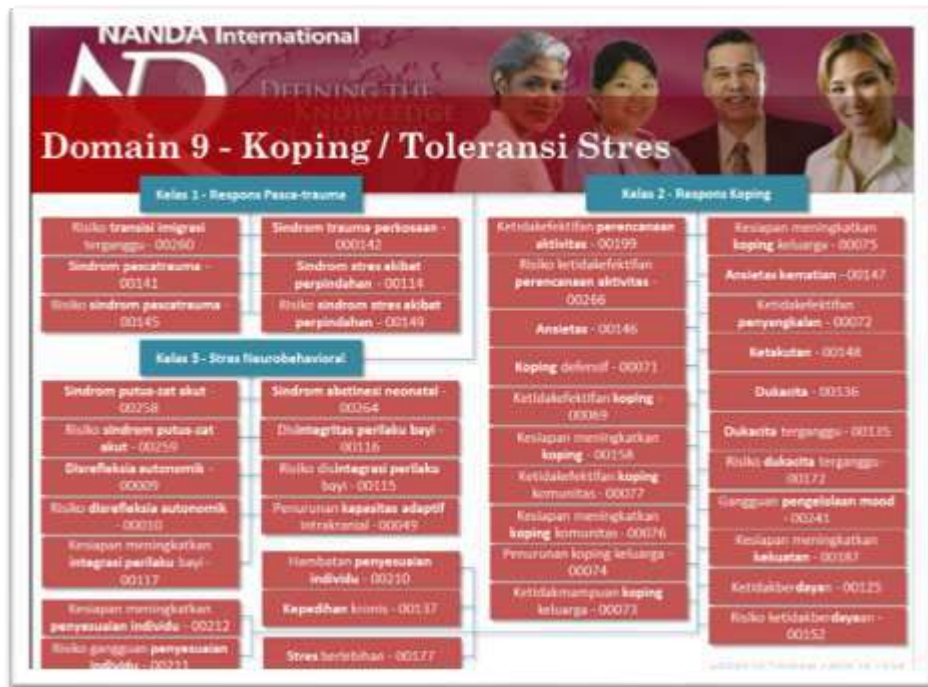 NANDA International
DEFINING THE
KNOWLEDGE
Domain 9 - Koping / Toleransi Stres
Kelas 1 - Respons Pasca-trauma
Risiko transisi imigrasi
terganggu - 00260
Sindrom trauma perkosaan -
000142
Sindrom pascatrauma -
00141
Sindrom stres akibat
perpindahan - 00114
Risiko sindrom pascatrauma -
00145
Risiko sindrom stres akibat
perpindahan - 00149
Kelas 3 - Stres Neurobehavioral
Sindrom putus-zat akut -
00258
Sindrom abstinesi neonatal -
00264
Risiko sindrom putus-zat
akut - 00259
Disintegritas perilaku bayi -
00116
Disrefleksia autonomik -
00009
Risiko disintegrasi perilaku
bayi - 00115
Risiko disrefleksia autonomik
- 00010
Penurunan kapasitas adaptif
intrakranial - 00049
Kesiapan meningkatkan
integrasi perilaku bayi -
00117
Hambatan penyesuaian
individu - 00210
Kepedihan kronis - 00137
Kesiapan meningkatkan
penyesuaian individu - 00212
Risiko gangguan penyesuaian
individu - 00211
Stres berlebihan - 00177
Kelas 2 - Respons Koping
Ketidakefektifan perencanaan
aktivitas - 00199
Risiko ketidakefektifan
perencanaan aktivitas -
00266
Ansietas - 00146
Koping defensif - 00071
Ketidakefektifan koping -
00069
Kesiapan meningkatkan
koping - 00158
Ketidakefektifan koping
komunitas - 00077
Kesiapan meningkatkan
koping komunitas - 00076
Penurunan koping keluarga -
00074
Ketidakmampuan koping
keluarga - 00073
Kesiapan meningkatkan
koping keluarga - 00075
Ansietas kematian - 00147
Ketidakefektifan
penyangkalan - 00072
Ketakutan - 00148
Dukacita - 00136
Dukacita terganggu - 00135
Risiko dukacita terganggu -
00172
Gangguan pengelolaan mood
- 00241
Kesiapan meningkatkan
kekuatan - 00187
Ketidakberdayaan - 00125
Risiko ketidakberdayaan -
00152